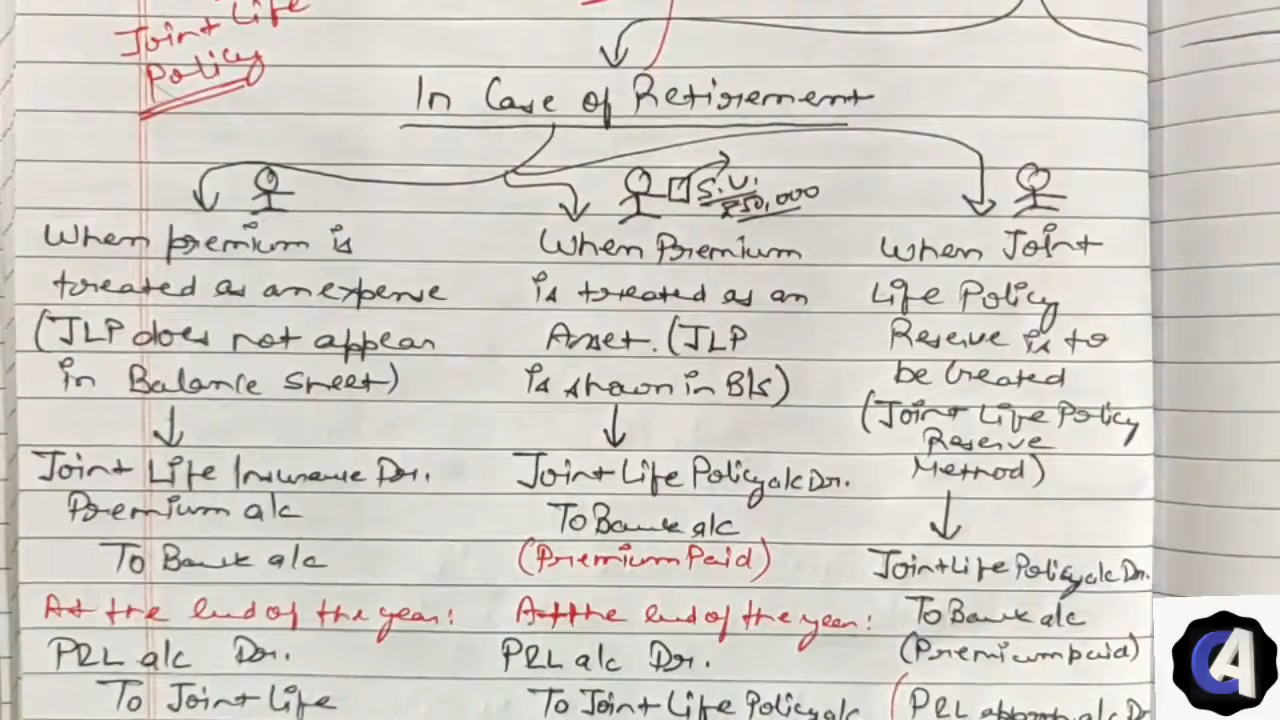 Joint Life
Policy
In Case of Retirement
S.V.
₹50,000
When premium is
treated as an expense
(JLP does not appear
in Balance sheet)
Joint Life Insurance Dr.
Premium a/c
To Bank a/c
At the end of the year:
P&L a/c Dr.
To Joint Life
When Premium
is treated as an
Asset. (JLP
is shown in B/s)
Joint Life Policy a/c Dr.
To Bank a/c
(Premium Paid)
At the end of the year:
P&L a/c Dr.
To Joint Life Policy a/c
When Joint
Life Policy
Reserve is to
be Created
(Joint Life Policy
Reserve
Method)
Joint Life Policy a/c Dr.
To Bank a/c
(Premium paid)
(P&L approp. a/c Dr
CA